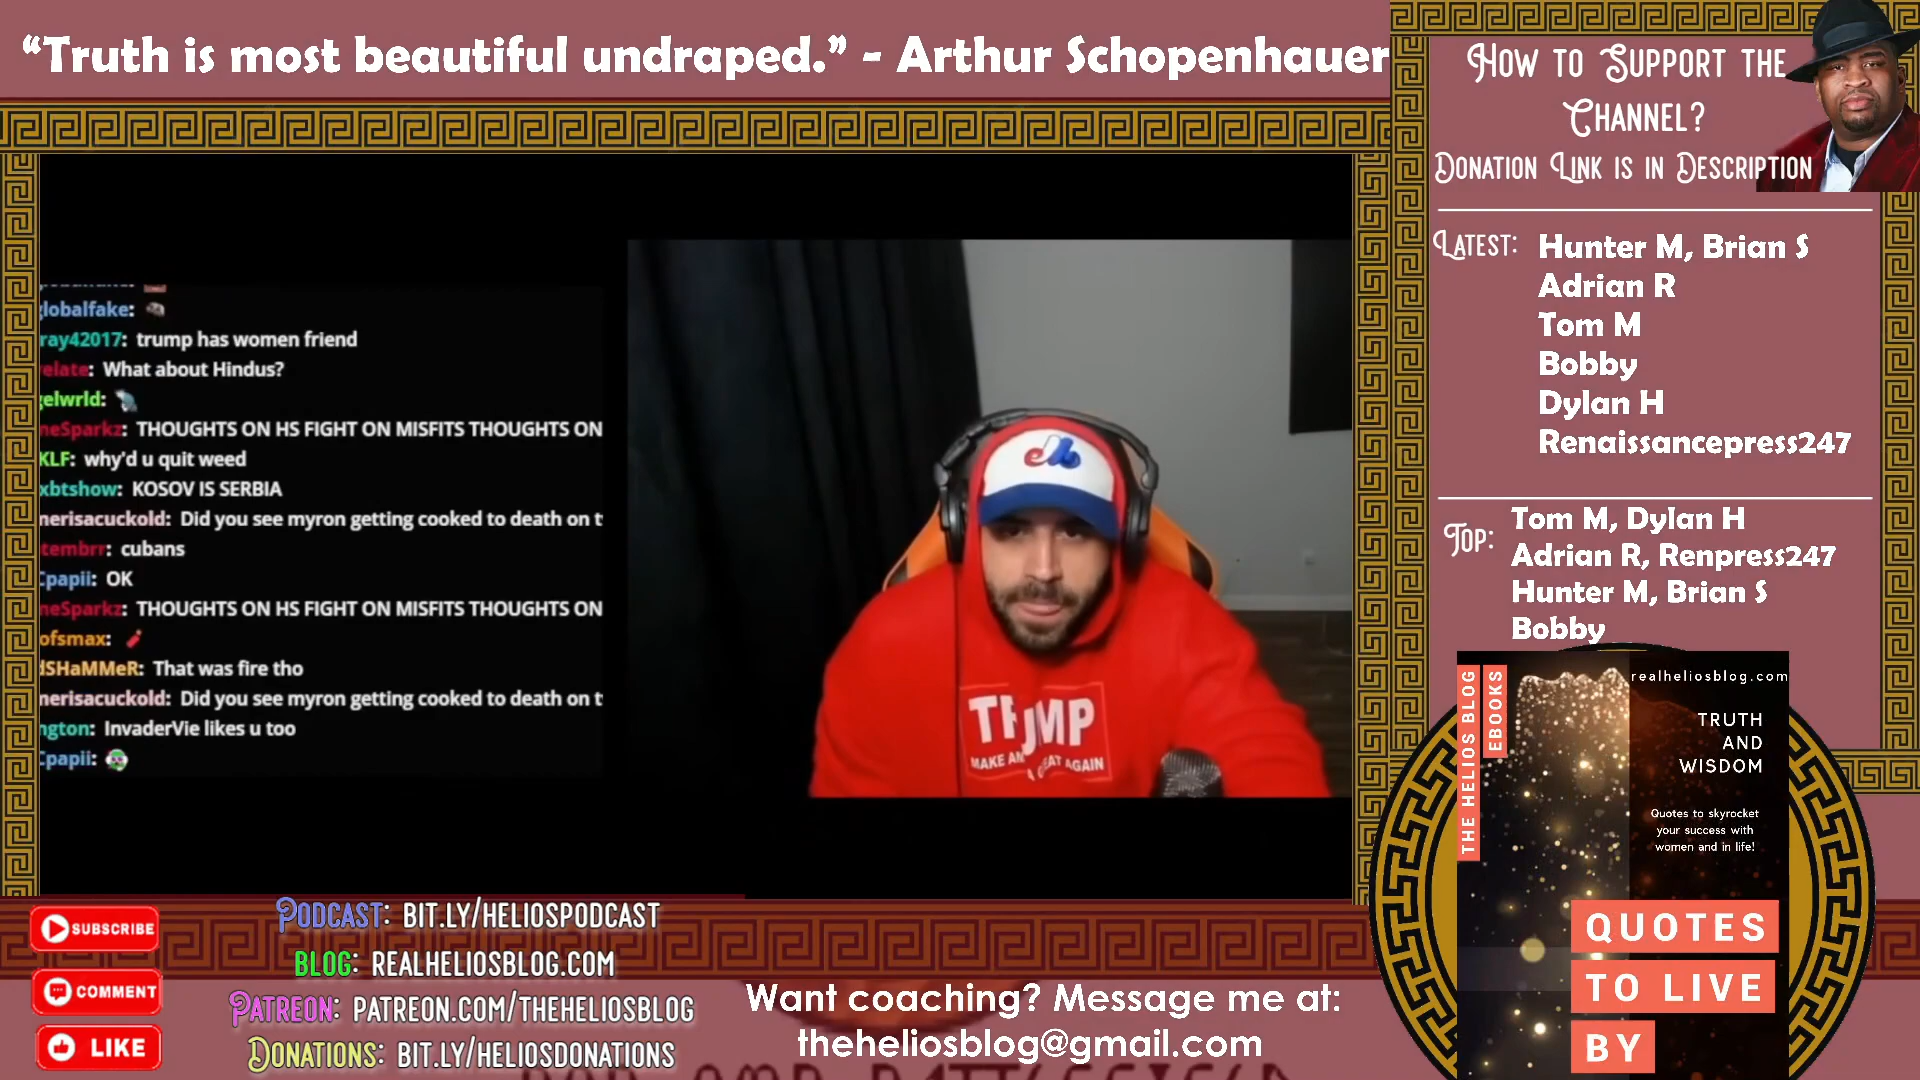 “Truth is most beautiful undraped.” - Arthur Schopenhauer
How to Support the
Channel?
Donation Link is in Description
Latest: Hunter M, Brian S
Adrian R
Tom M
Bobby
Dylan H
Renaissancepress247
Top: Tom M, Dylan H
Adrian R, Renpress247
Hunter M, Brian S
Bobby
globalfake:
ray42017: trump has women friend
elate: What about Hindus?
gelwrld:
neSparkz: THOUGHTS ON HS FIGHT ON MISFITS THOUGHTS ON
KLF: why'd u quit weed
xbtshow: KOSOV IS SERBIA
nerisacuckold: Did you see myron getting cooked to death on t
tembrr: cubans
Cpapii: OK
neSparkz: THOUGHTS ON HS FIGHT ON MISFITS THOUGHTS ON
ofsmax:
dSHaMMeR: That was fire tho
nerisacuckold: Did you see myron getting cooked to death on t
ngton: InvaderVie likes u too
Cpapii:
TRUMP
MAKE AM GREAT AGAIN
realheliosblog.com
THE HELIOS BLOG
EBOOKS
TRUTH
AND
WISDOM
Quotes to skyrocket
your success with
women and in life!
QUOTES
TO LIVE
BY
SUBSCRIBE
COMMENT
LIKE
Podcast: bit.ly/heliospodcast
Blog: realheliosblog.com
Patreon: patreon.com/theheliosblog
Donations: bit.ly/heliosdonations
Want coaching? Message me at:
theheliosblog@gmail.com